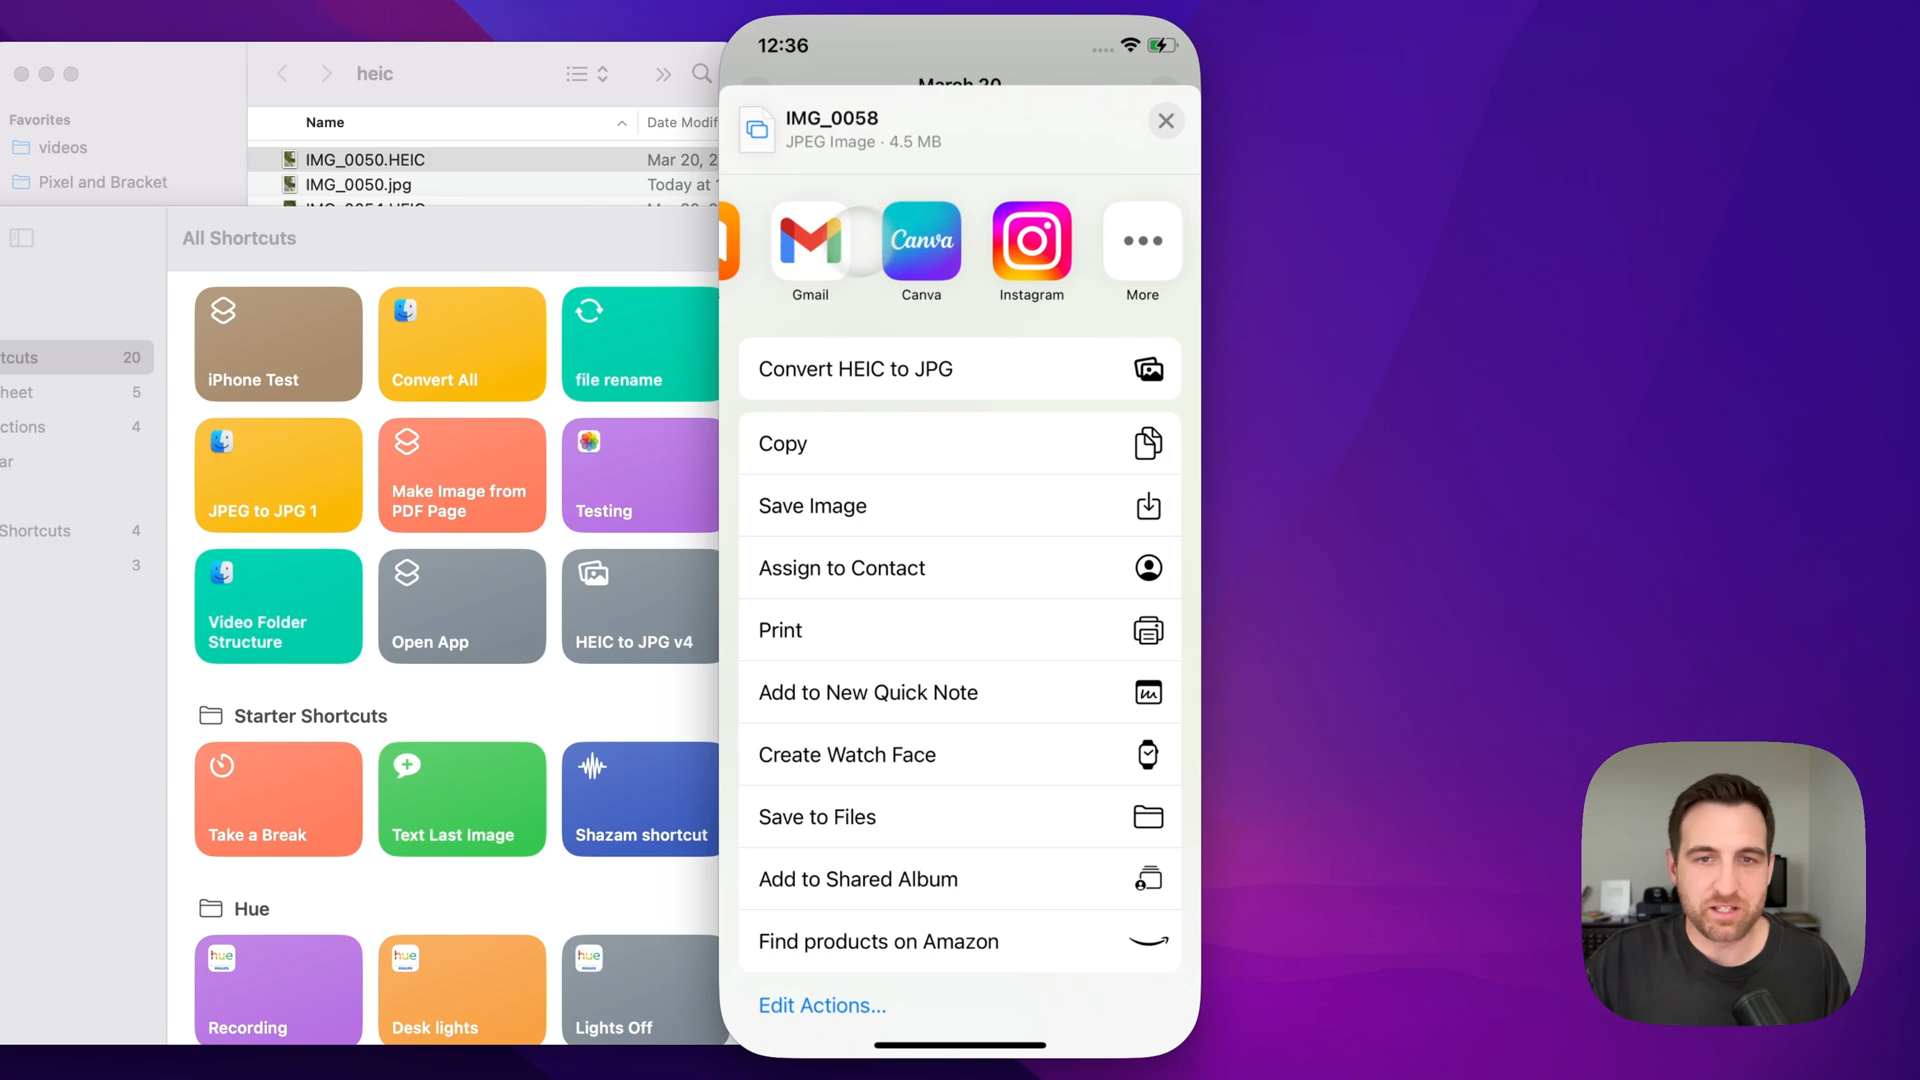 heic
Favorites
videos
Pixel and Bracket
Name
Date Modif
IMG_0050.HEIC
Mar 20, 2
IMG_0050.jpg
Today at
tcuts
20
heet
5
ctions
4
ar
Shortcuts
4
3
All Shortcuts
iPhone Test
Convert All
file rename
JPEG to JPG 1
Make Image from
PDF Page
Testing
Video Folder
Structure
Open App
HEIC to JPG v4
Starter Shortcuts
Take a Break
Text Last Image
Shazam shortcut
Hue
hue
hue
hue
Recording
Desk lights
Lights Off
12:36
March 20
IMG_0058
JPEG Image · 4.5 MB
Canva
Gmail
Canva
Instagram
More
Convert HEIC to JPG
Copy
Save Image
Assign to Contact
Print
Add to New Quick Note
Create Watch Face
Save to Files
Add to Shared Album
Find products on Amazon
Edit Actions...